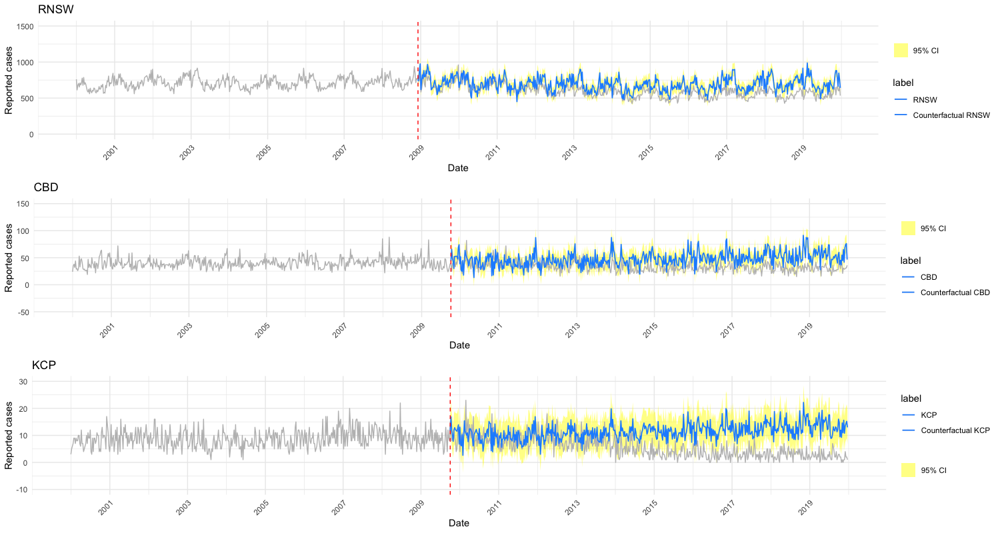 RNSW
Reported cases
1500
1000
500
0
2001
2003
2005
2007
2009
2011
2013
2015
2017
2019
Date
95% CI
label
RNSW
Counterfactual RNSW
CBD
Reported cases
150
100
50
0
-50
2001
2003
2005
2007
2009
2011
2013
2015
2017
2019
Date
95% CI
label
CBD
Counterfactual CBD
KCP
Reported cases
30
20
10
0
-10
2001
2003
2005
2007
2009
2011
2013
2015
2017
2019
Date
label
KCP
Counterfactual KCP
95% CI